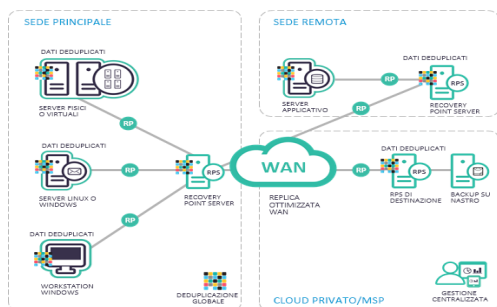 SEDE PRINCIPALE
DATI DEDUPLICATI
SERVER FISICI
O VIRTUALI
RP
DATI DEDUPLICATI
SERVER LINUX O
WINDOWS
RP
DATI DEDUPLICATI
WORKSTATION
WINDOWS
RP
RPS
RECOVERY
POINT SERVER
DEDUPLICAZIONE
GLOBALE
WAN
REPLICA
OTTIMIZZATA
WAN
SEDE REMOTA
SERVER
APPLICATIVO
RP
DATI DEDUPLICATI
RPS
RECOVERY
POINT SERVER
RP
RP
DATI DEDUPLICATI
RPS
RPS DI
DESTINAZIONE
BACKUP SU
NASTRO
GESTIONE
CENTRALIZZATA
CLOUD PRIVATO/MSP